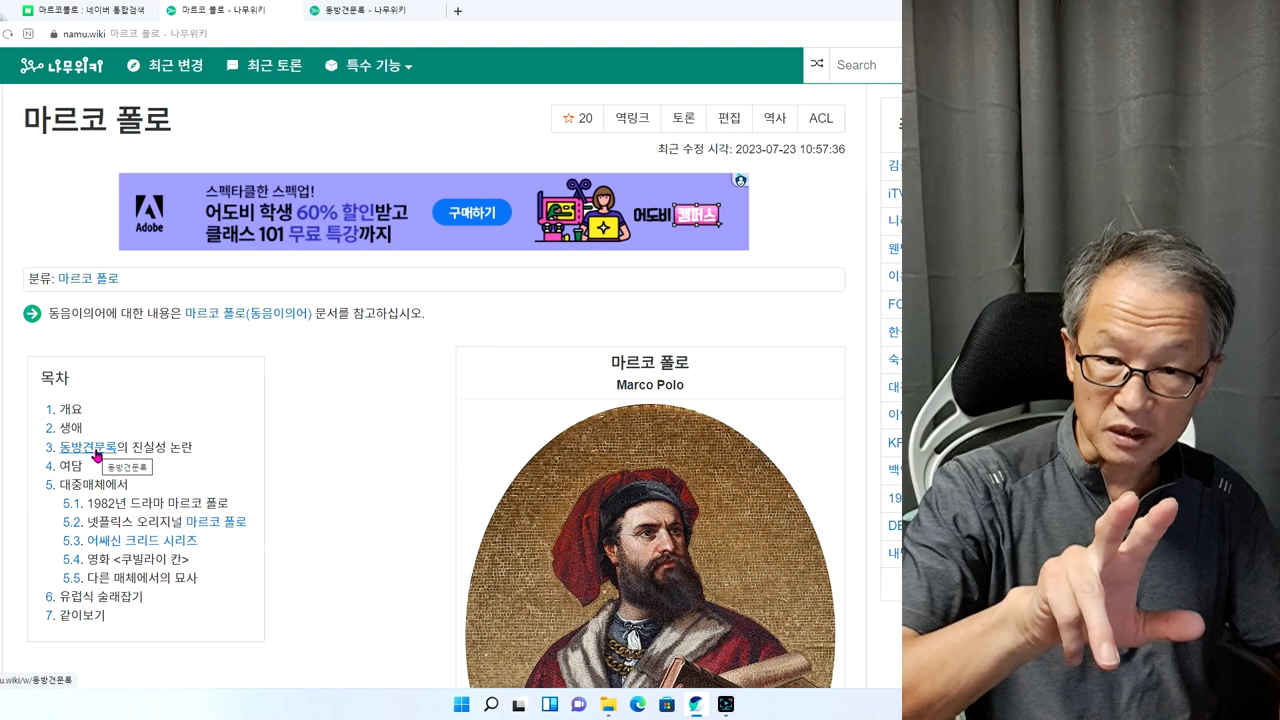 마르코폴로 : 네이버 통합검색
마르코 폴로 - 나무위키
동방견문록 - 나무위키
namu.wiki 마르코 폴로 - 나무위키
나무위키
최근 변경
최근 토론
특수 기능
Search
마르코 폴로
20
역링크
토론
편집
역사
ACL
최근 수정 시각: 2023-07-23 10:57:36
Adobe
스펙타클한 스펙업!
어도비 학생 60% 할인받고
클래스 101 무료 특강까지
구매하기
어도비 캠퍼스
분류: 마르코 폴로
동음이의어에 대한 내용은 마르코 폴로(동음이의어) 문서를 참고하십시오.
목차
1. 개요
2. 생애
3. 동방견문록의 진실성 논란
4. 여담
동방견문록
5. 대중매체에서
5.1. 1982년 드라마 마르코 폴로
5.2. 넷플릭스 오리지널 마르코 폴로
5.3. 어쌔신 크리드 시리즈
5.4. 영화 <쿠빌라이 칸>
5.5. 다른 매체에서의 묘사
6. 유럽식 술래잡기
7. 같이보기
마르코 폴로
Marco Polo
u.wiki/w/동방견문록